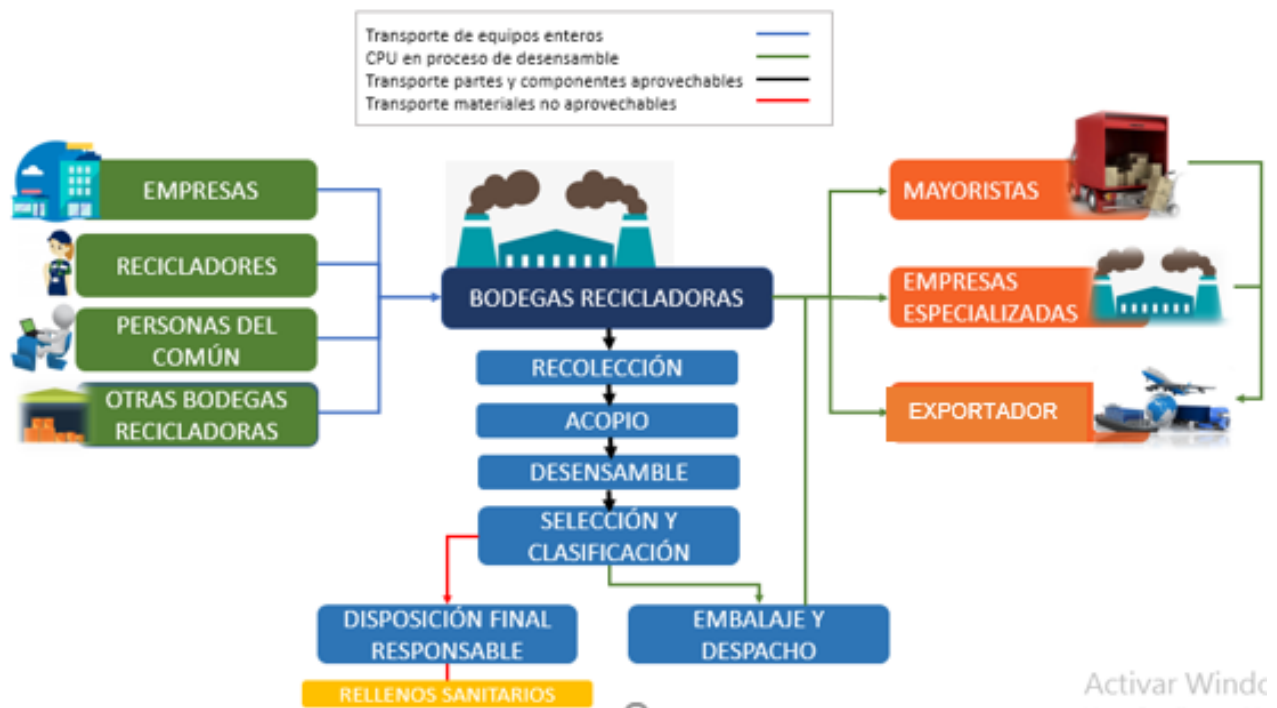 Transporte de equipos enteros
CPU en proceso de desensamble
Transporte partes y componentes aprovechables
Transporte materiales no aprovechables
EMPRESAS
RECICLADORES
PERSONAS DEL
COMÚN
OTRAS BODEGAS
RECICLADORAS
BODEGAS RECICLADORAS
RECOLECCIÓN
ACOPIO
DESENSAMBLE
SELECCIÓN Y
CLASIFICACIÓN
DISPOSICIÓN FINAL
RESPONSABLE
RELLENOS SANITARIOS
EMBALAJE Y
DESPACHO
MAYORISTAS
EMPRESAS
ESPECIALIZADAS
EXPORTADOR
Activar Windo